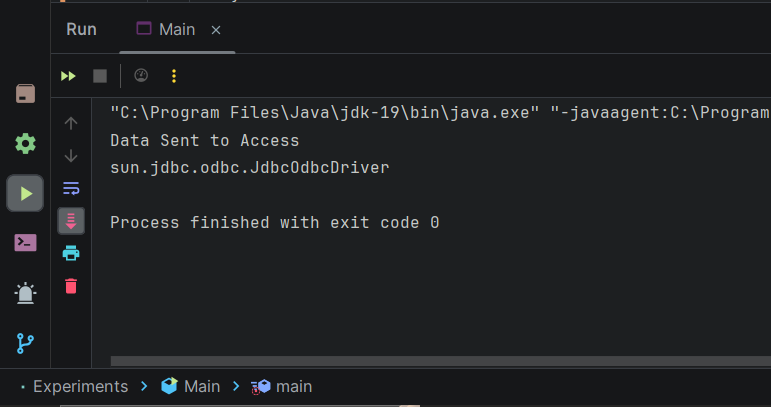 Run Main
"C:\Program Files\Java\jdk-19\bin\java.exe" "-javaagent:C:\Program
Data Sent to Access
sun.jdbc.odbc.JdbcOdbcDriver
Process finished with exit code 0
Experiments > Main > main